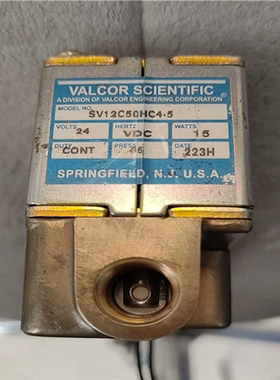 VALCOR SCIENTIFIC
A DIVISION OF VALCOR ENGINEERING CORPORATION
MODEL NO.
SV12C56HC4-5
VOLTS 24 HERTZ VDC WATTS 15
DUTY CONT PRESS DATE 223H
SPRINGFIELD, N.J. U.S.A.